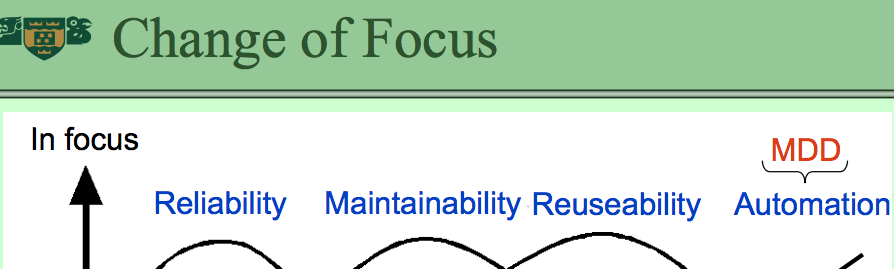 Change of Focus
In focus
MDD
Reliability Maintainability Reuseability Automation